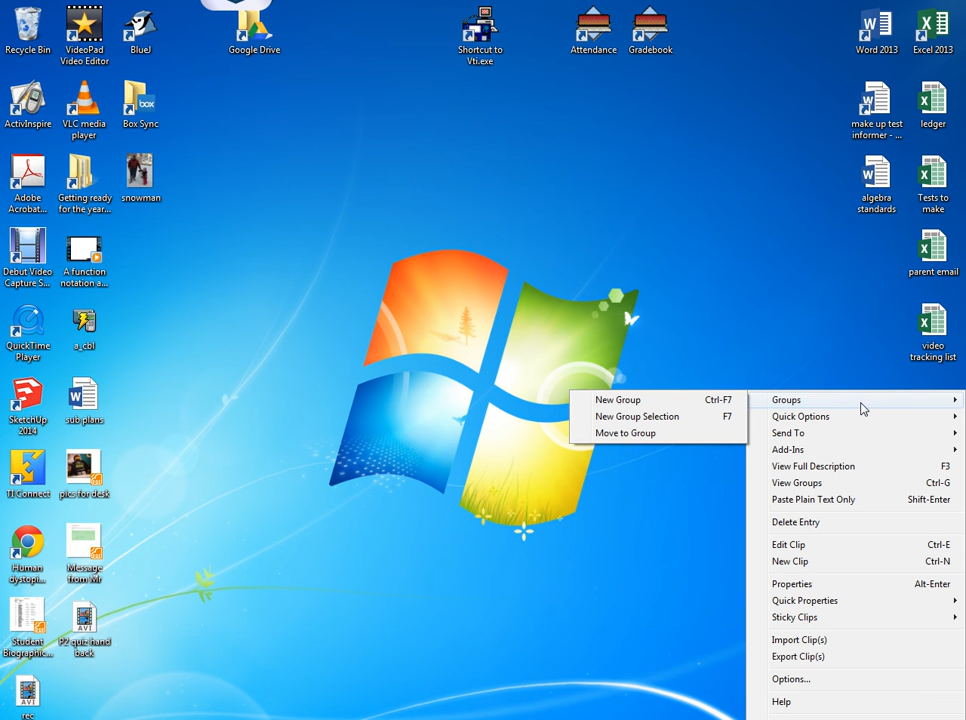 Recycle Bin
VideoPad
Video Editor
BlueJ
Google Drive
Shortcut to
Vti.exe
Attendance
Gradebook
Word 2013
Excel 2013
ActivInspire
VLC media
player
Box Sync
box
make up test
informer - ...
ledger
Adobe
Acrobat...
Getting ready
for the year...
snowman
algebra
standards
Tests to
make
Debut Video
Capture S...
A function
notation a...
parent email
QuickTime
Player
a_cbl
video
tracking list
SketchUp
2014
sub plans
TI Connect
pics for desk
Human
dystopi...
Message
from Mr
Student
Biographic...
AVI
P2 quiz hand
back
AVI
rec
New Group Ctrl-F7
New Group Selection F7
Move to Group
Groups
Quick Options
Send To
Add-Ins
View Full Description F3
View Groups Ctrl-G
Paste Plain Text Only Shift-Enter
Delete Entry
Edit Clip Ctrl-E
New Clip Ctrl-N
Properties Alt-Enter
Quick Properties
Sticky Clips
Import Clip(s)
Export Clip(s)
Options...
Help